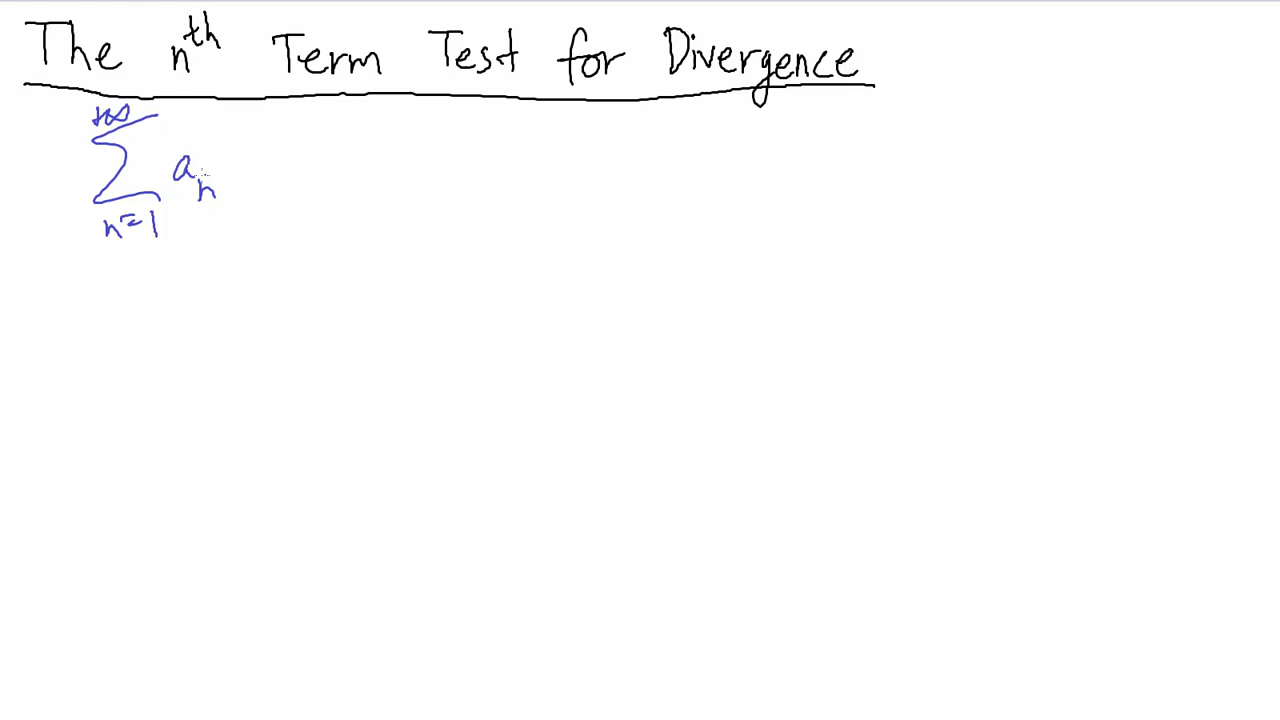 The nth Term Test for Divergence
+∞
∑ an
n=1